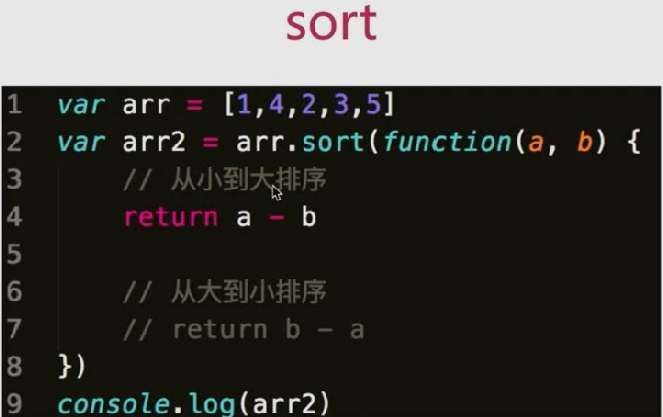 sort
1 var arr = [1,4,2,3,5]
2 var arr2 = arr.sort(function(a, b) {
3 // 从小到大排序
4 return a - b
5
6 // 从大到小排序
7 // return b - a
8 })
9 console.log(arr2)